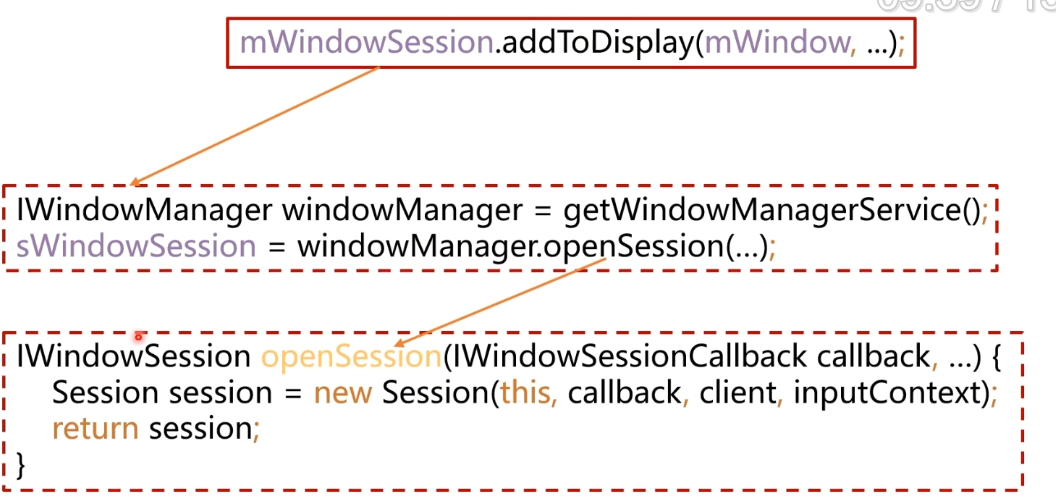 mWindowSession.addToDisplay(mWindow, ...);
IWindowManager windowManager = getWindowManagerService();
sWindowSession = windowManager.openSession(...);
IWindowSession openSession(IWindowSessionCallback callback, ...) {
Session session = new Session(this, callback, client, inputContext);
return session;
}